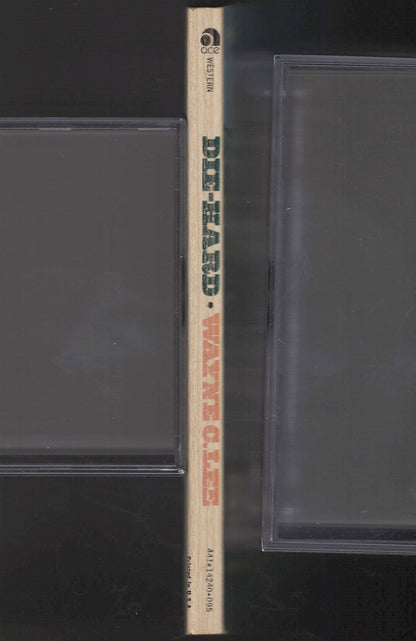 ace
WESTERN
DIE-HARD • WAYNE C. LEE
441•14240•095
Printed in U.S.A.